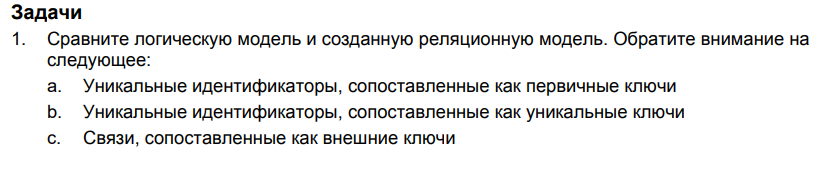 Задачи
1. Сравните логическую модель и созданную реляционную модель. Обратите внимание на
следующее:
a. Уникальные идентификаторы, сопоставленные как первичные ключи
b. Уникальные идентификаторы, сопоставленные как уникальные ключи
c. Связи, сопоставленные как внешние ключи